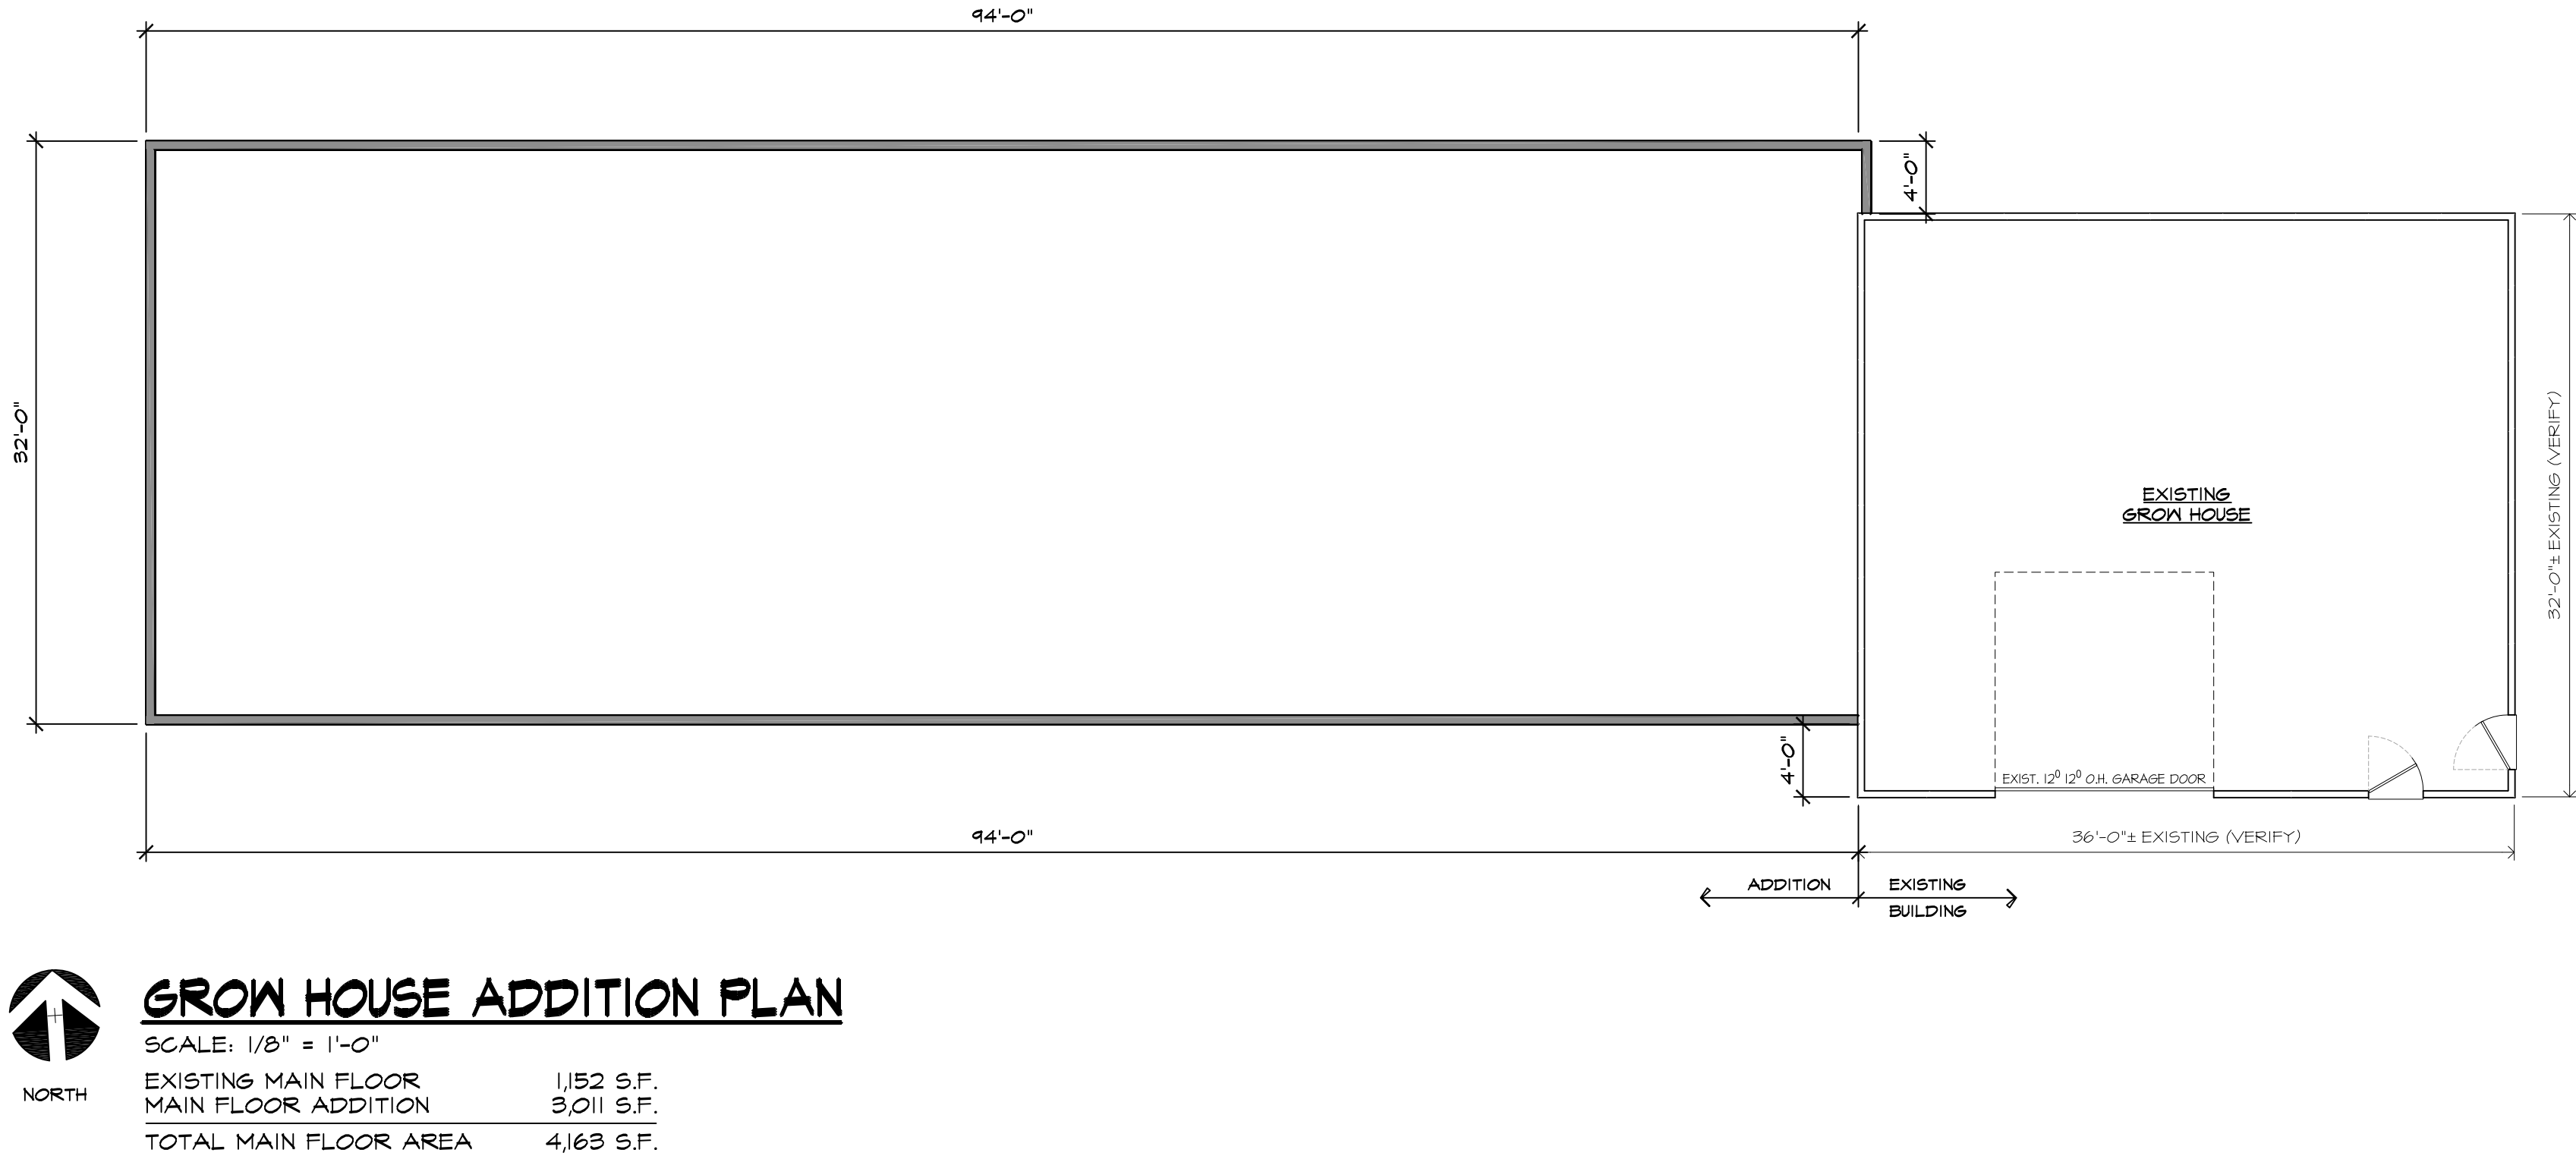 94'-0"
4'-0"
32'-0"
32'-0"± EXISTING (VERIFY)
EXISTING
GROW HOUSE
EXIST. 12⁰ 12⁰ O.H. GARAGE DOOR
4'-0"
94'-0"
36'-0"± EXISTING (VERIFY)
ADDITION
EXISTING
BUILDING
GROW HOUSE ADDITION PLAN
SCALE: 1/8" = 1'-0"
NORTH
EXISTING MAIN FLOOR 1,152 S.F.
MAIN FLOOR ADDITION 3,011 S.F.
TOTAL MAIN FLOOR AREA 4,163 S.F.